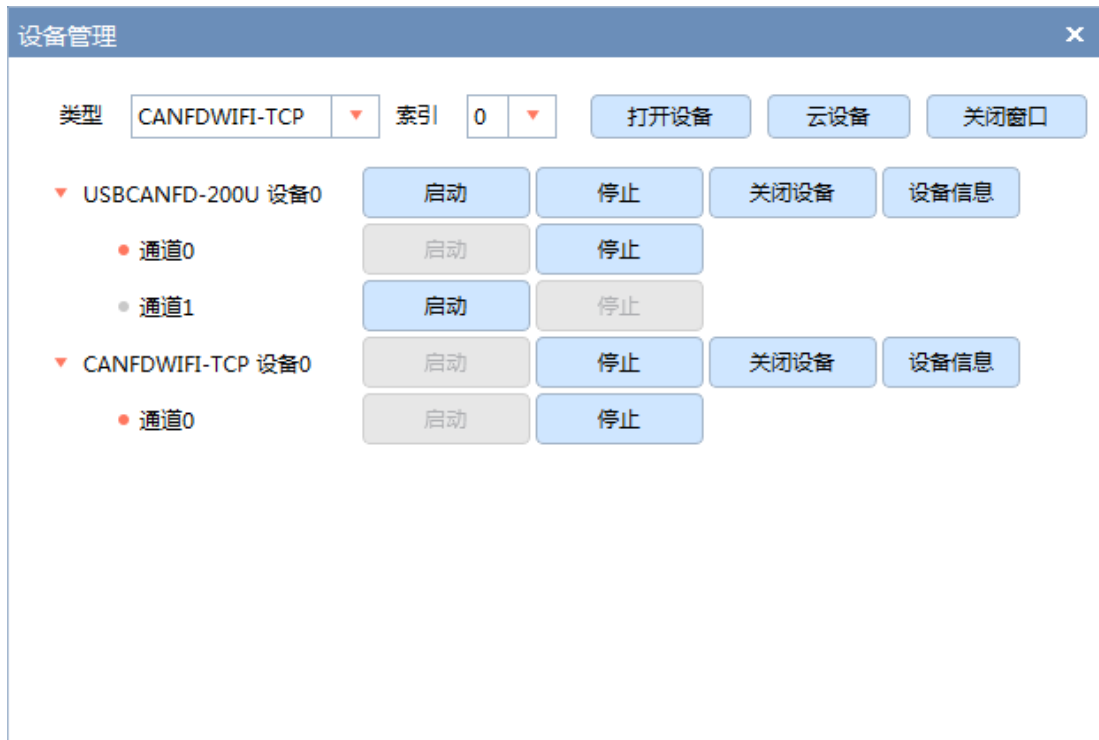 设备管理
类型 CANFDWIFI-TCP 索引 0 打开设备 云设备 关闭窗口
USBCANFD-200U 设备0 启动 停止 关闭设备 设备信息
通道0 启动 停止
通道1 启动 停止
CANFDWIFI-TCP 设备0 启动 停止 关闭设备 设备信息
通道0 启动 停止